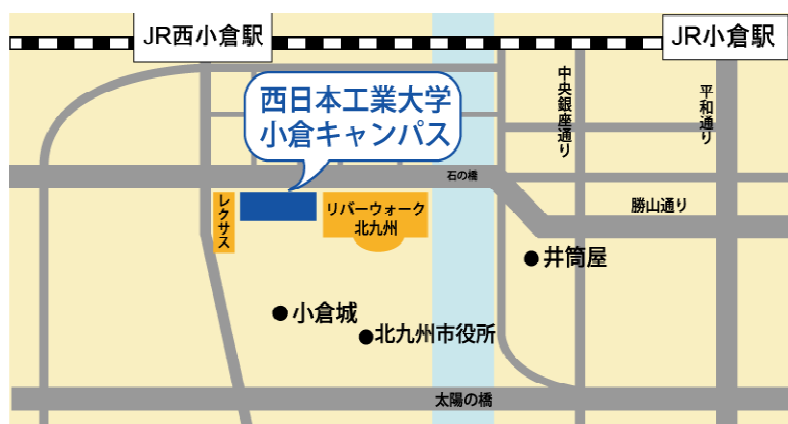 JR西小倉駅
JR小倉駅
西日本工業大学
小倉キャンパス
中央銀座通り
平和通り
石の橋
レクサス
リバーウォーク
北九州
勝山通り
井筒屋
小倉城
北九州市役所
太陽の橋